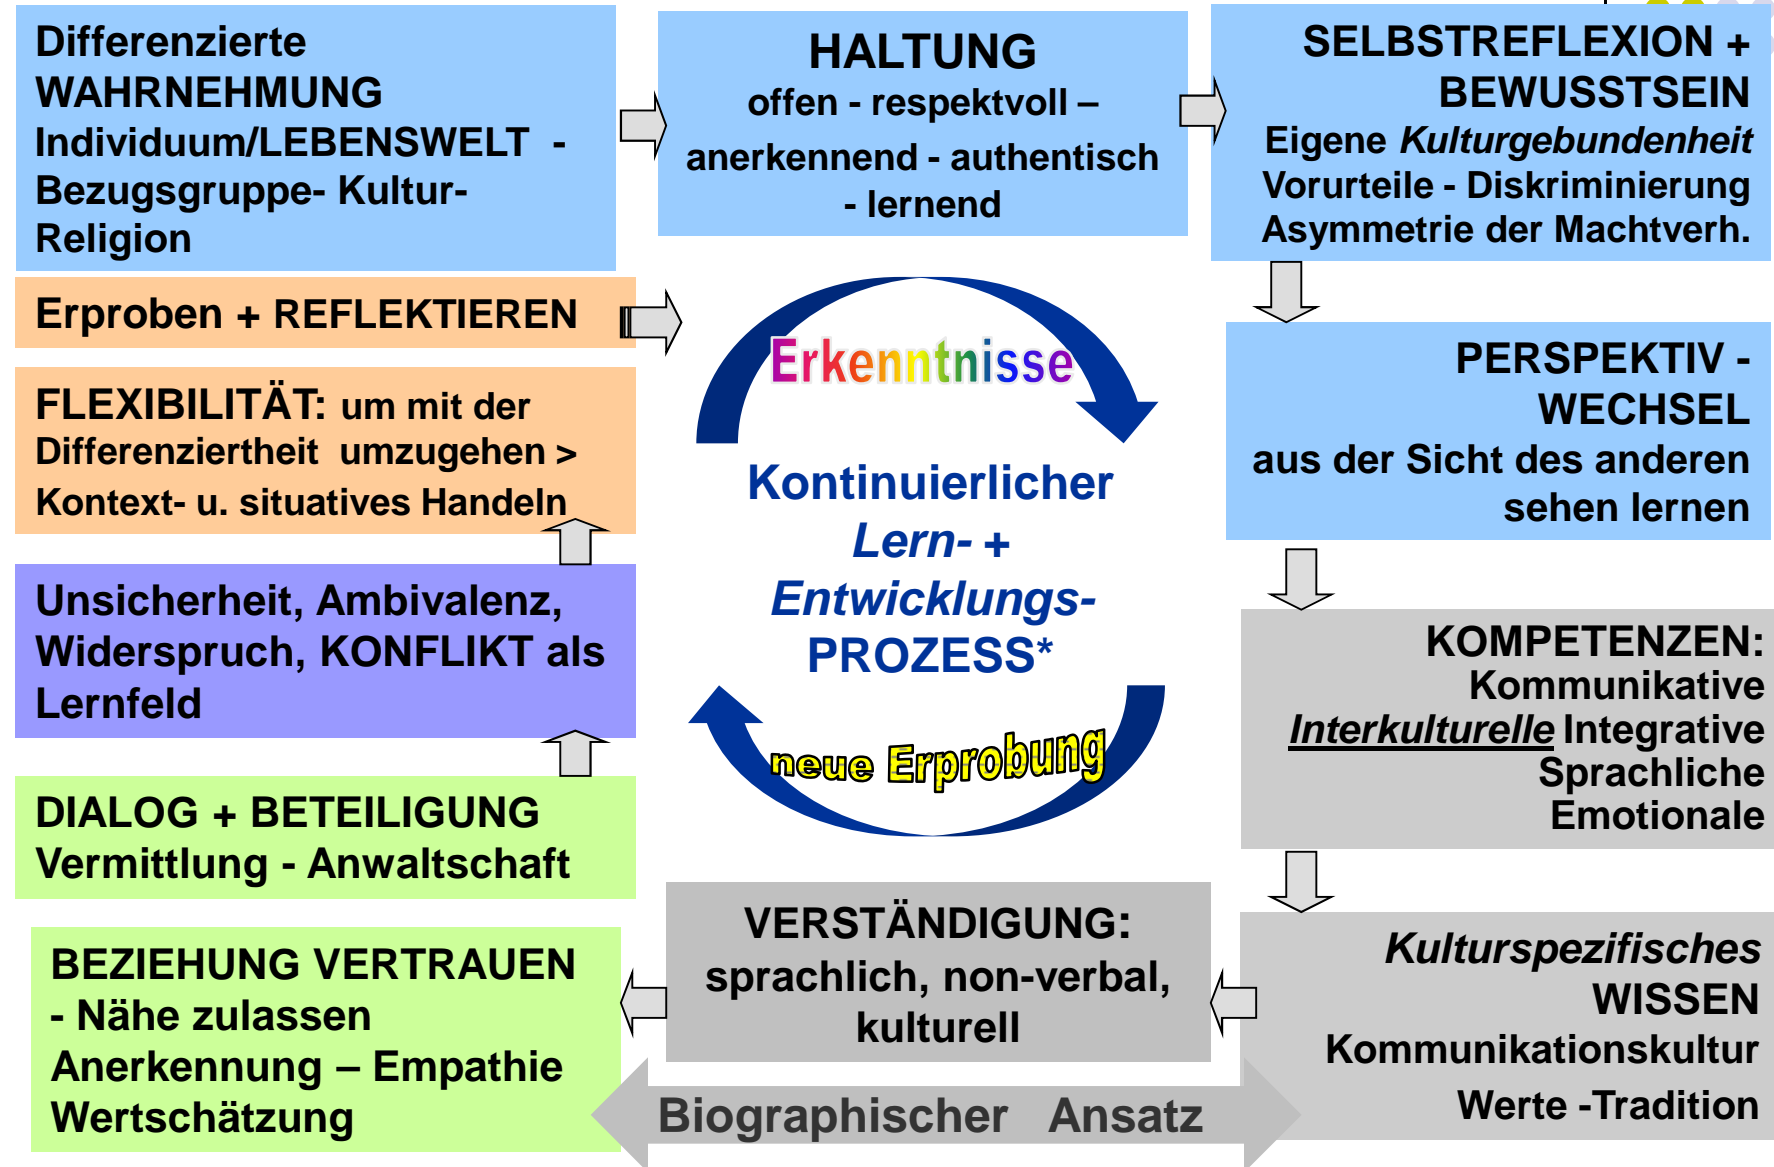 Differenzierte
WAHRNEHMUNG
Individuum/LEBENSWELT -
Bezugsgruppe- Kultur-
Religion
HALTUNG
offen - respektvoll –
anerkennend - authentisch
- lernend
SELBSTREFLEXION +
BEWUSSTSEIN
Eigene Kulturgebundenheit
Vorurteile - Diskriminierung
Asymmetrie der Machtverh.
PERSPEKTIV -
WECHSEL
aus der Sicht des anderen
sehen lernen
KOMPETENZEN:
Kommunikative
Interkulturelle Integrative
Sprachliche
Emotionale
Kulturspezifisches
WISSEN
Kommunikationskultur
Werte -Tradition
VERSTÄNDIGUNG:
sprachlich, non-verbal,
kulturell
Biographischer Ansatz
BEZIEHUNG VERTRAUEN
- Nähe zulassen
Anerkennung – Empathie
Wertschätzung
DIALOG + BETEILIGUNG
Vermittlung - Anwaltschaft
Unsicherheit, Ambivalenz,
Widerspruch, KONFLIKT als
Lernfeld
FLEXIBILITÄT: um mit der
Differenziertheit umzugehen >
Kontext- u. situatives Handeln
Erproben + REFLEKTIEREN
Erkenntnisse
Kontinuierlicher
Lern- +
Entwicklungs-
PROZESS*
neue Erprobung